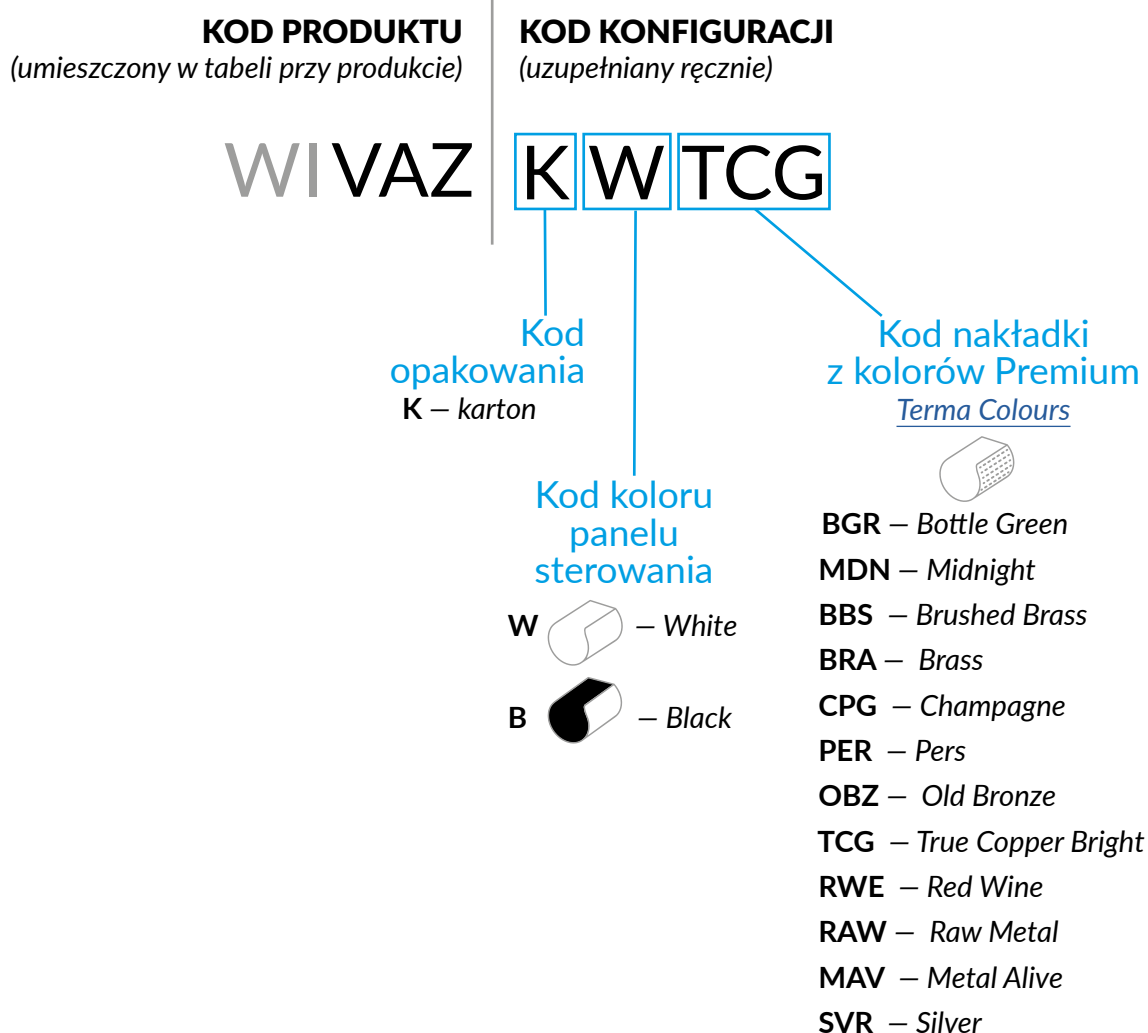 KOD PRODUKTU
(umieszczony w tabeli przy produkcie)
KOD KONFIGURACJI
(uzupełniany ręcznie)
WI VAZ K W TCG
Kod
opakowania
K – karton
Kod koloru
panelu
sterowania
W – White
B – Black
Kod nakładki
z kolorów Premium
Terma Colours
BGR – Bottle Green
MDN – Midnight
BBS – Brushed Brass
BRA – Brass
CPG – Champagne
PER – Pers
OBZ – Old Bronze
TCG – True Copper Bright
RWE – Red Wine
RAW – Raw Metal
MAV – Metal Alive
SVR – Silver